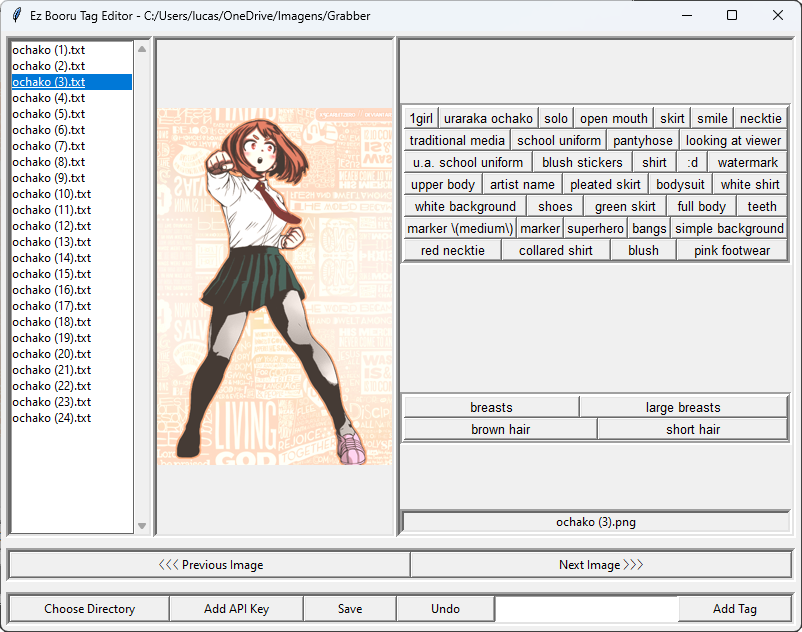 Ez Booru Tag Editor - C:/Users/lucas/OneDrive/Imagens/Grabber
ochako (1).txt
ochako (2).txt
ochako (3).txt
ochako (4).txt
ochako (5).txt
ochako (6).txt
ochako (7).txt
ochako (8).txt
ochako (9).txt
ochako (10).txt
ochako (11).txt
ochako (12).txt
ochako (13).txt
ochako (14).txt
ochako (15).txt
ochako (16).txt
ochako (17).txt
ochako (18).txt
ochako (19).txt
ochako (20).txt
ochako (21).txt
ochako (22).txt
ochako (23).txt
ochako (24).txt
LIVING
GOD
1girl uraraka ochako solo open mouth skirt smile necktie
traditional media school uniform pantyhose looking at viewer
u.a. school uniform blush stickers shirt :d watermark
upper body artist name pleated skirt bodysuit white shirt
white background shoes green skirt full body teeth
marker \(medium\) marker superhero bangs simple background
red necktie collared shirt blush pink footwear
breasts large breasts
brown hair short hair
ochako (3).png
<<< Previous Image Next Image >>>
Choose Directory Add API Key Save Undo Add Tag